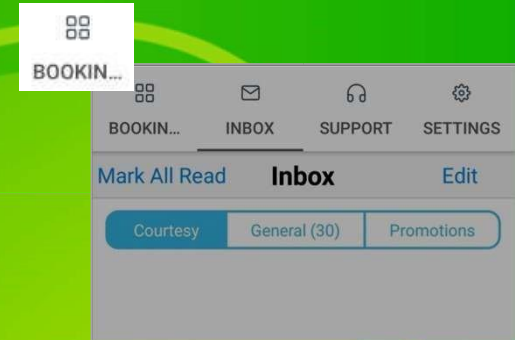 BOOKIN...
BOOKIN... INBOX SUPPORT SETTINGS
Mark All Read Inbox Edit
Courtesy General (30) Promotions